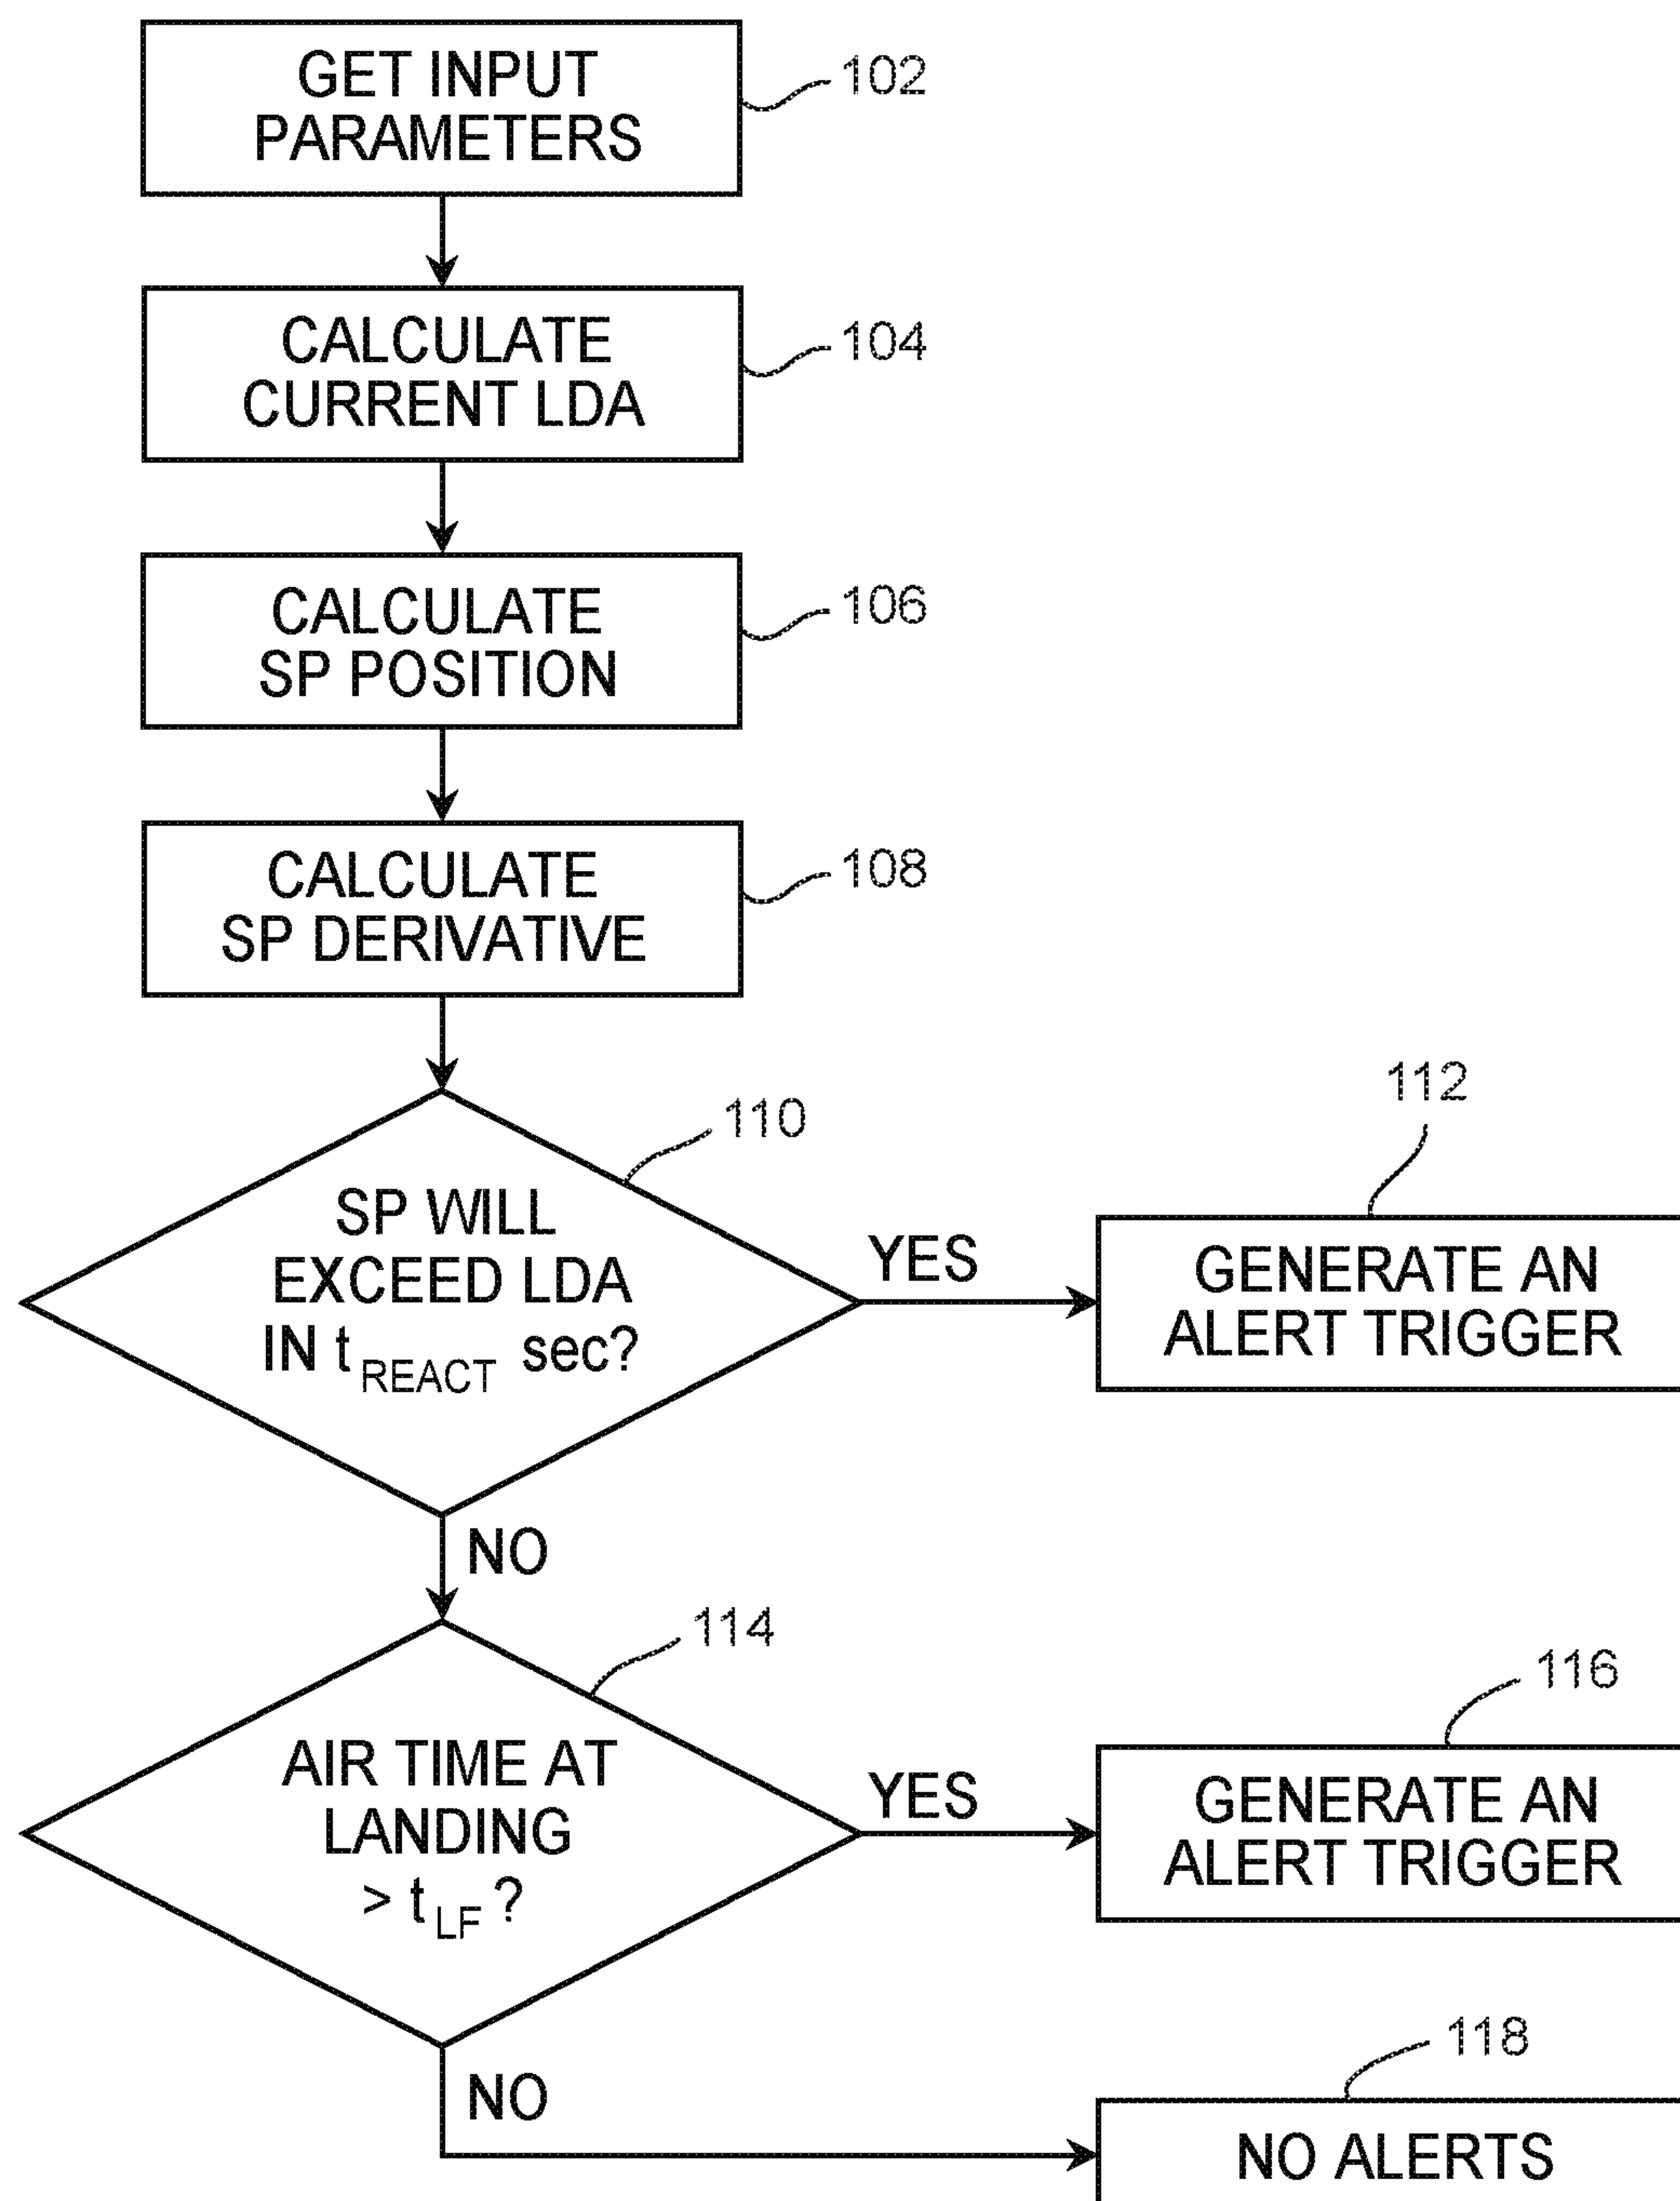 GET INPUT
PARAMETERS
102
CALCULATE
CURRENT LDA
104
CALCULATE
SP POSITION
106
CALCULATE
SP DERIVATIVE
108
SP WILL
EXCEED LDA
IN t REACT sec?
110
YES
112
GENERATE AN
ALERT TRIGGER
NO
114
AIR TIME AT
LANDING
> t LF ?
YES
116
GENERATE AN
ALERT TRIGGER
NO
118
NO ALERTS